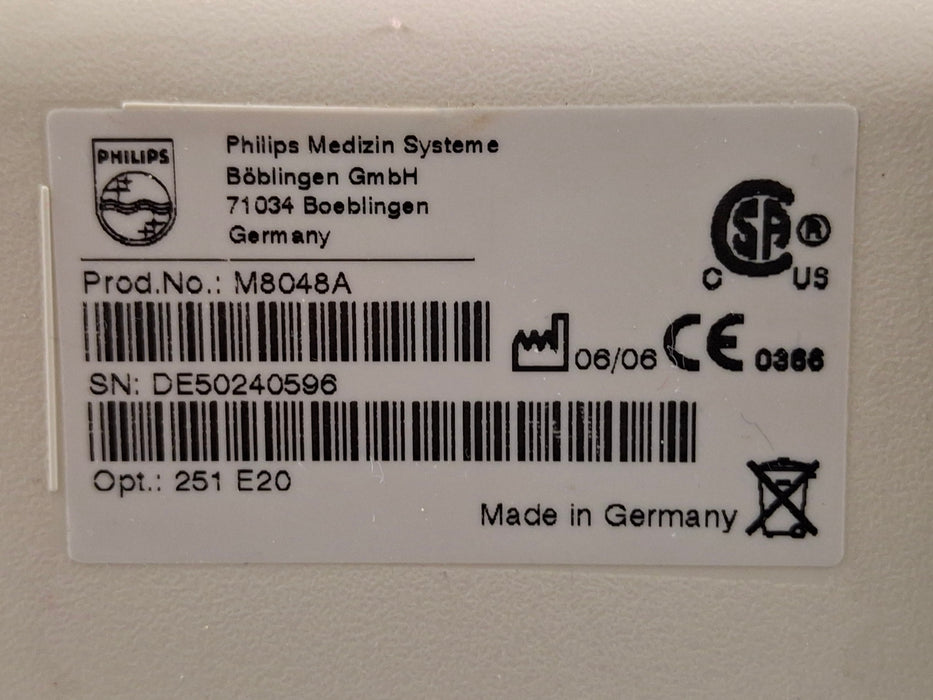 PHILIPS
Philips Medizin Systeme
Böblingen GmbH
71034 Boeblingen
Germany
CSA ®
C US
Prod.No.: M8048A
06/06 CE 0366
SN: DE50240596
Opt.: 251 E20
Made in Germany